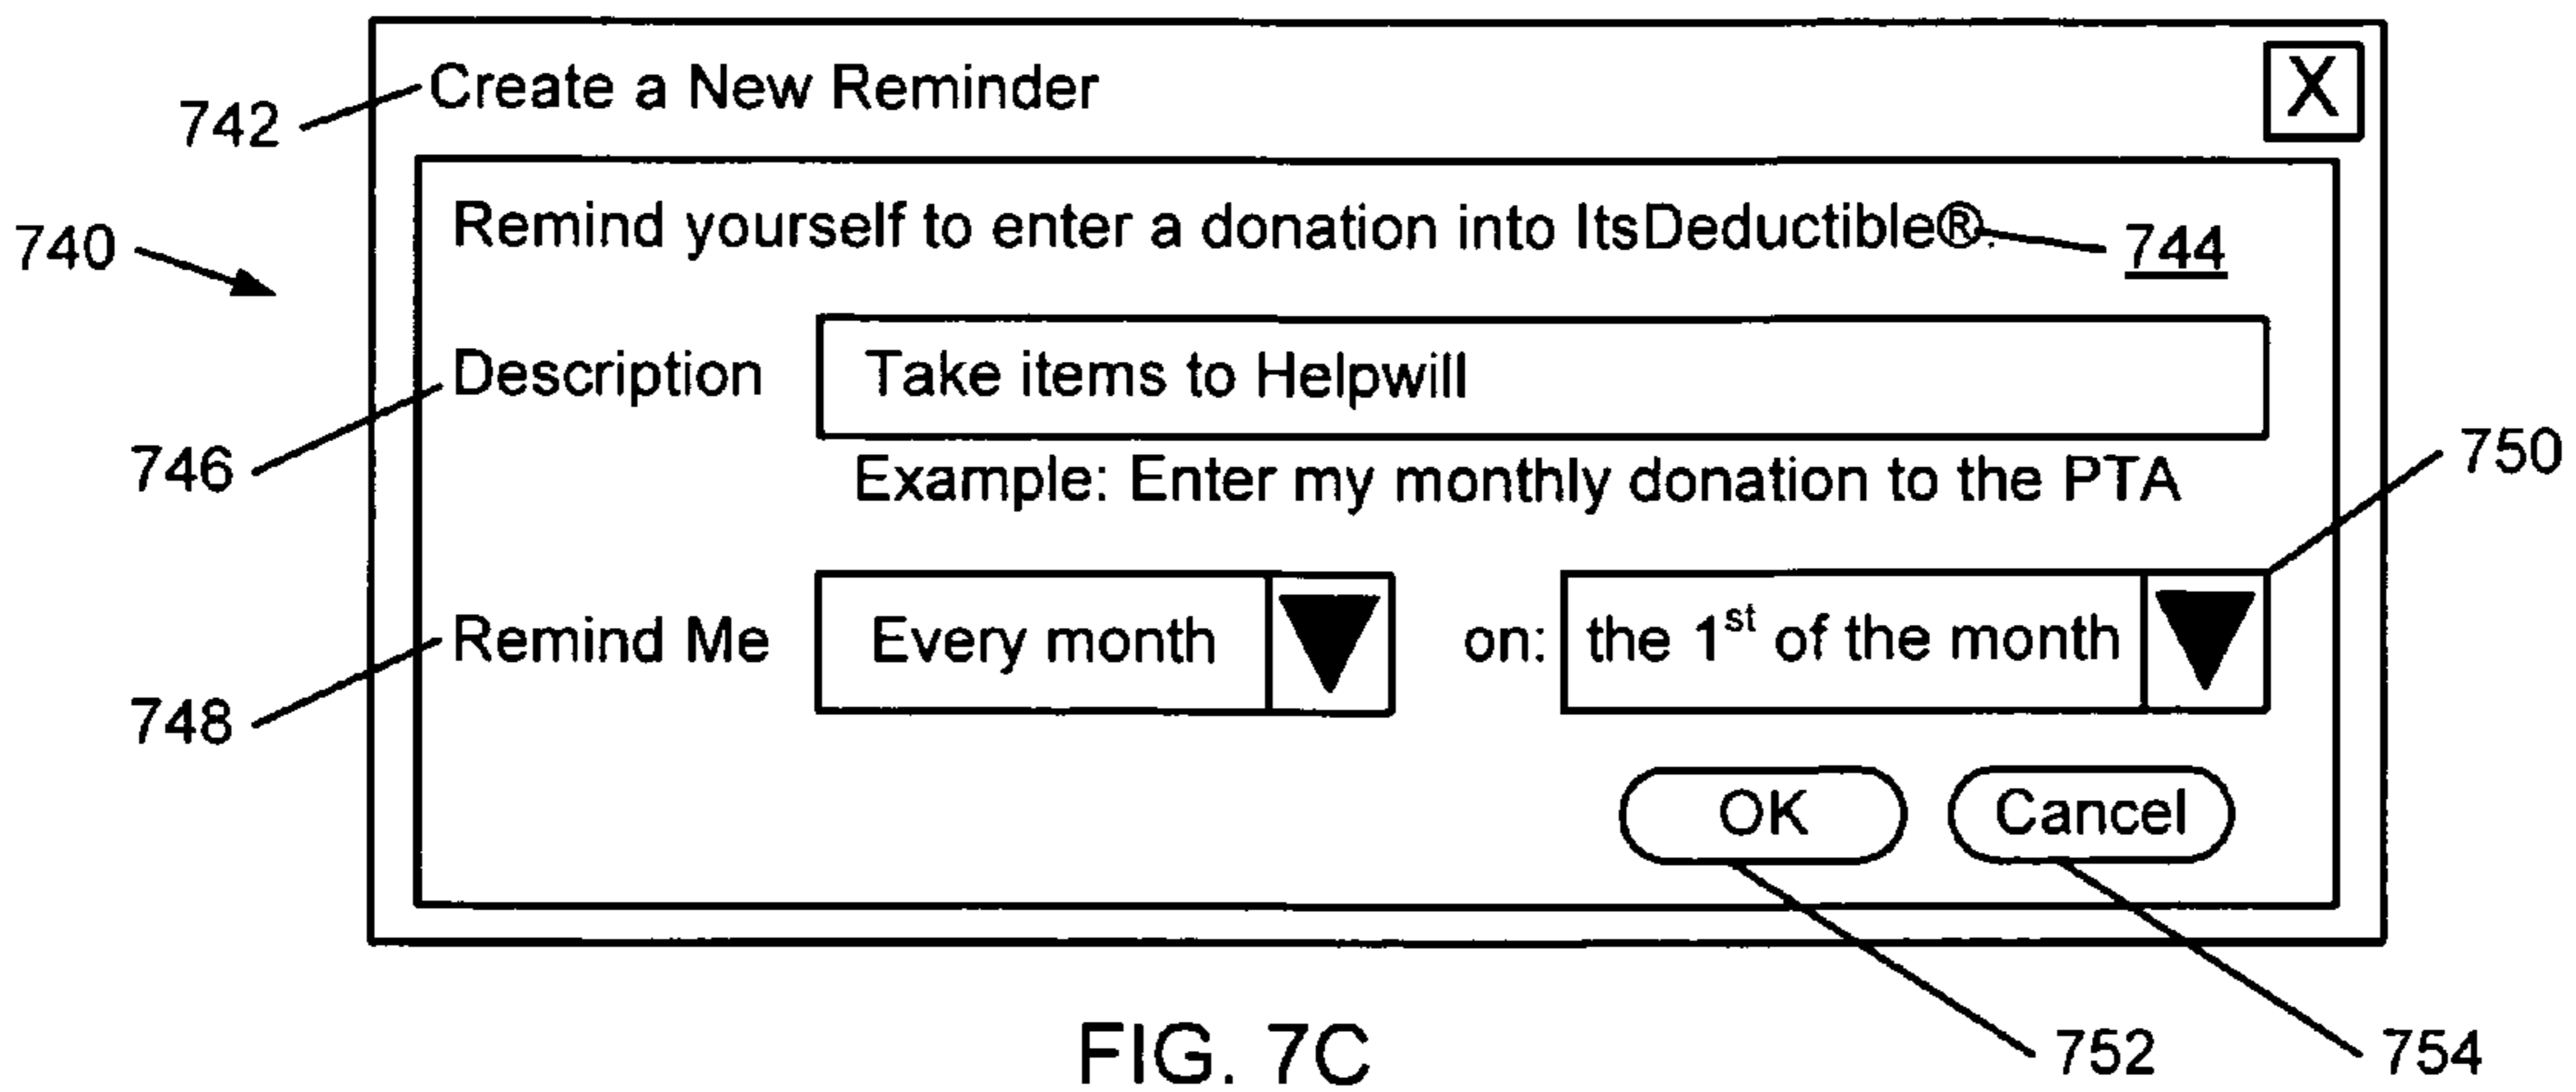 Create a New Reminder X
742
Remind yourself to enter a donation into ItsDeductible®.
744
740
Description Take items to Helpwill
746
Example: Enter my monthly donation to the PTA
750
Remind Me Every month on: the 1st of the month
748
OK Cancel
752 754
FIG. 7C